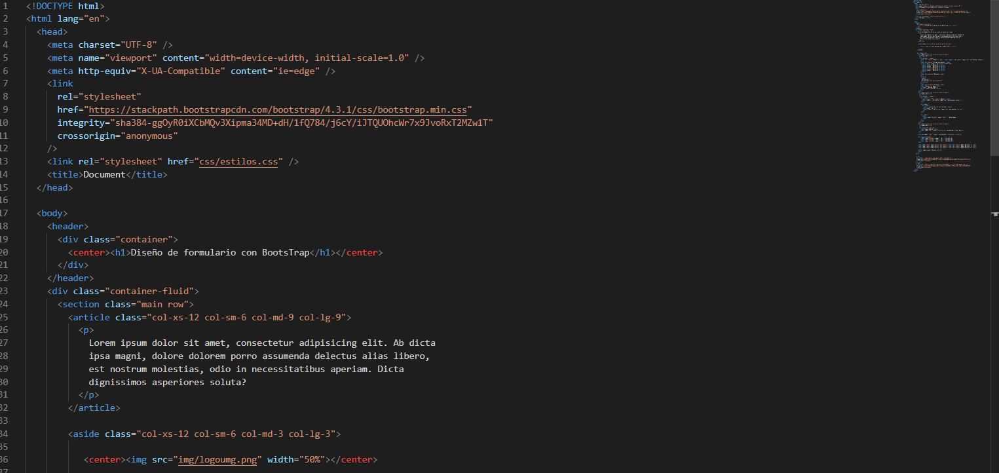 1 <!DOCTYPE html>
2 <html lang="en">
3 <head>
4 <meta charset="UTF-8" />
5 <meta name="viewport" content="width=device-width, initial-scale=1.0" />
6 <meta http-equiv="X-UA-Compatible" content="ie=edge" />
7 <link
8 rel="stylesheet"
9 href="https://stackpath.bootstrapcdn.com/bootstrap/4.3.1/css/bootstrap.min.css"
10 integrity="sha384-ggOyR0iXCbMQv3Xipma34MD+dH/1fQ784/j6cY/iJTQUOhcWr7x9JvoRxT2MZw1T"
11 crossorigin="anonymous"
12 />
13 <link rel="stylesheet" href="css/estilos.css" />
14 <title>Document</title>
15 </head>
16
17 <body>
18 <header>
19 <div class="container">
20 <center><h1>Diseño de formulario con BootsTrap</h1></center>
21 </div>
22 </header>
23 <div class="container-fluid">
24 <section class="main row">
25 <article class="col-xs-12 col-sm-6 col-md-9 col-lg-9">
26 <p>
27 Lorem ipsum dolor sit amet, consectetur adipisicing elit. Ab dicta
28 ipsa magni, dolore dolorem porro assumenda delectus alias libero,
29 est nostrum molestias, odio in necessitatibus aperiam. Dicta
30 dignissimos asperiores soluta?
31 </p>
32 </article>
33
34 <aside class="col-xs-12 col-sm-6 col-md-3 col-lg-3">
35
36 <center><img src="img/logoumg.png" width="50%"></center>
37